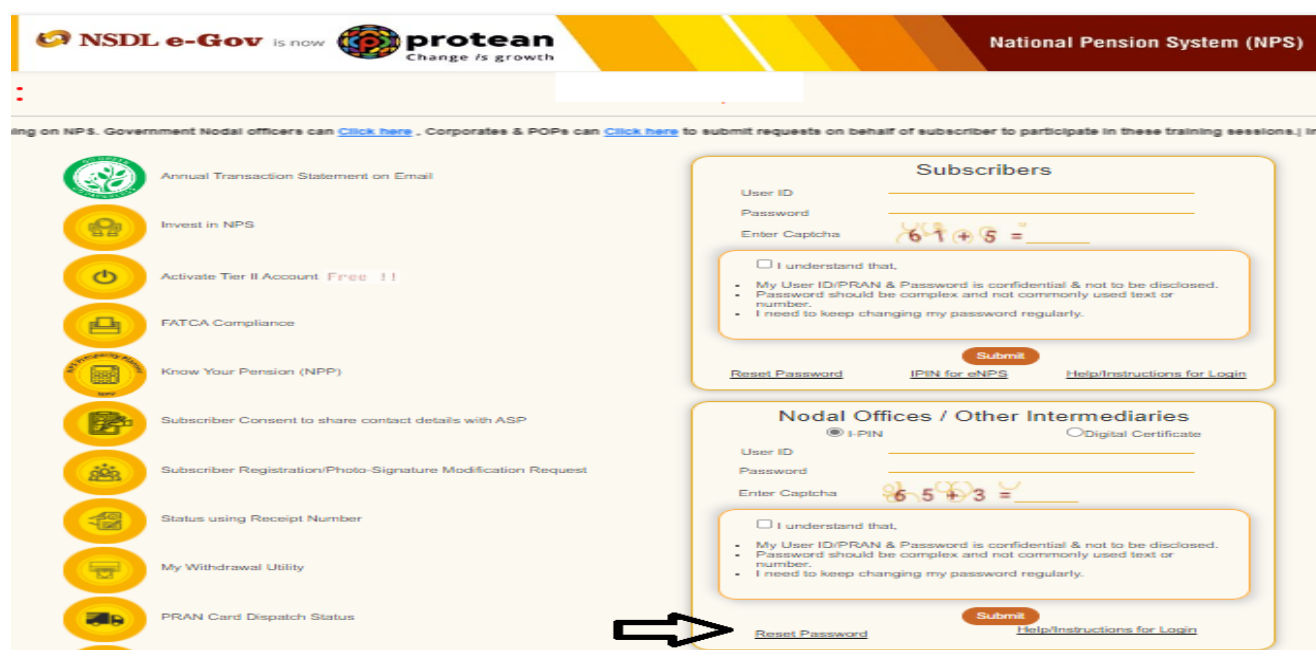 NSDL e-Gov is now protean
Change is growth
National Pension System (NPS)
:
ing on NPS. Government Nodal officers can Click here , Corporates & POPs can Click here to submit requests on behalf of subscriber to participate in these training sessions.| In
Annual Transaction Statement on Email
Invest in NPS
Activate Tier II Account Free !!
FATCA Compliance
Know Your Pension (NPP)
Subscriber Consent to share contact details with ASP
Subscriber Registration/Photo-Signature Modification Request
Status using Receipt Number
My Withdrawal Utility
PRAN Card Dispatch Status
Subscribers
User ID
Password
Enter Captcha 61 + 5 =
I understand that,
- My User ID/PRAN & Password is confidential & not to be disclosed.
- Password should be complex and not commonly used text or
number.
- I need to keep changing my password regularly.
Submit
Reset Password IPIN for eNPS Help/Instructions for Login
Nodal Offices / Other Intermediaries
I-PIN Digital Certificate
User ID
Password
Enter Captcha 65 + 3 =
I understand that,
- My User ID/PRAN & Password is confidential & not to be disclosed.
- Password should be complex and not commonly used text or
number.
- I need to keep changing my password regularly.
Submit
Reset Password Help/Instructions for Login